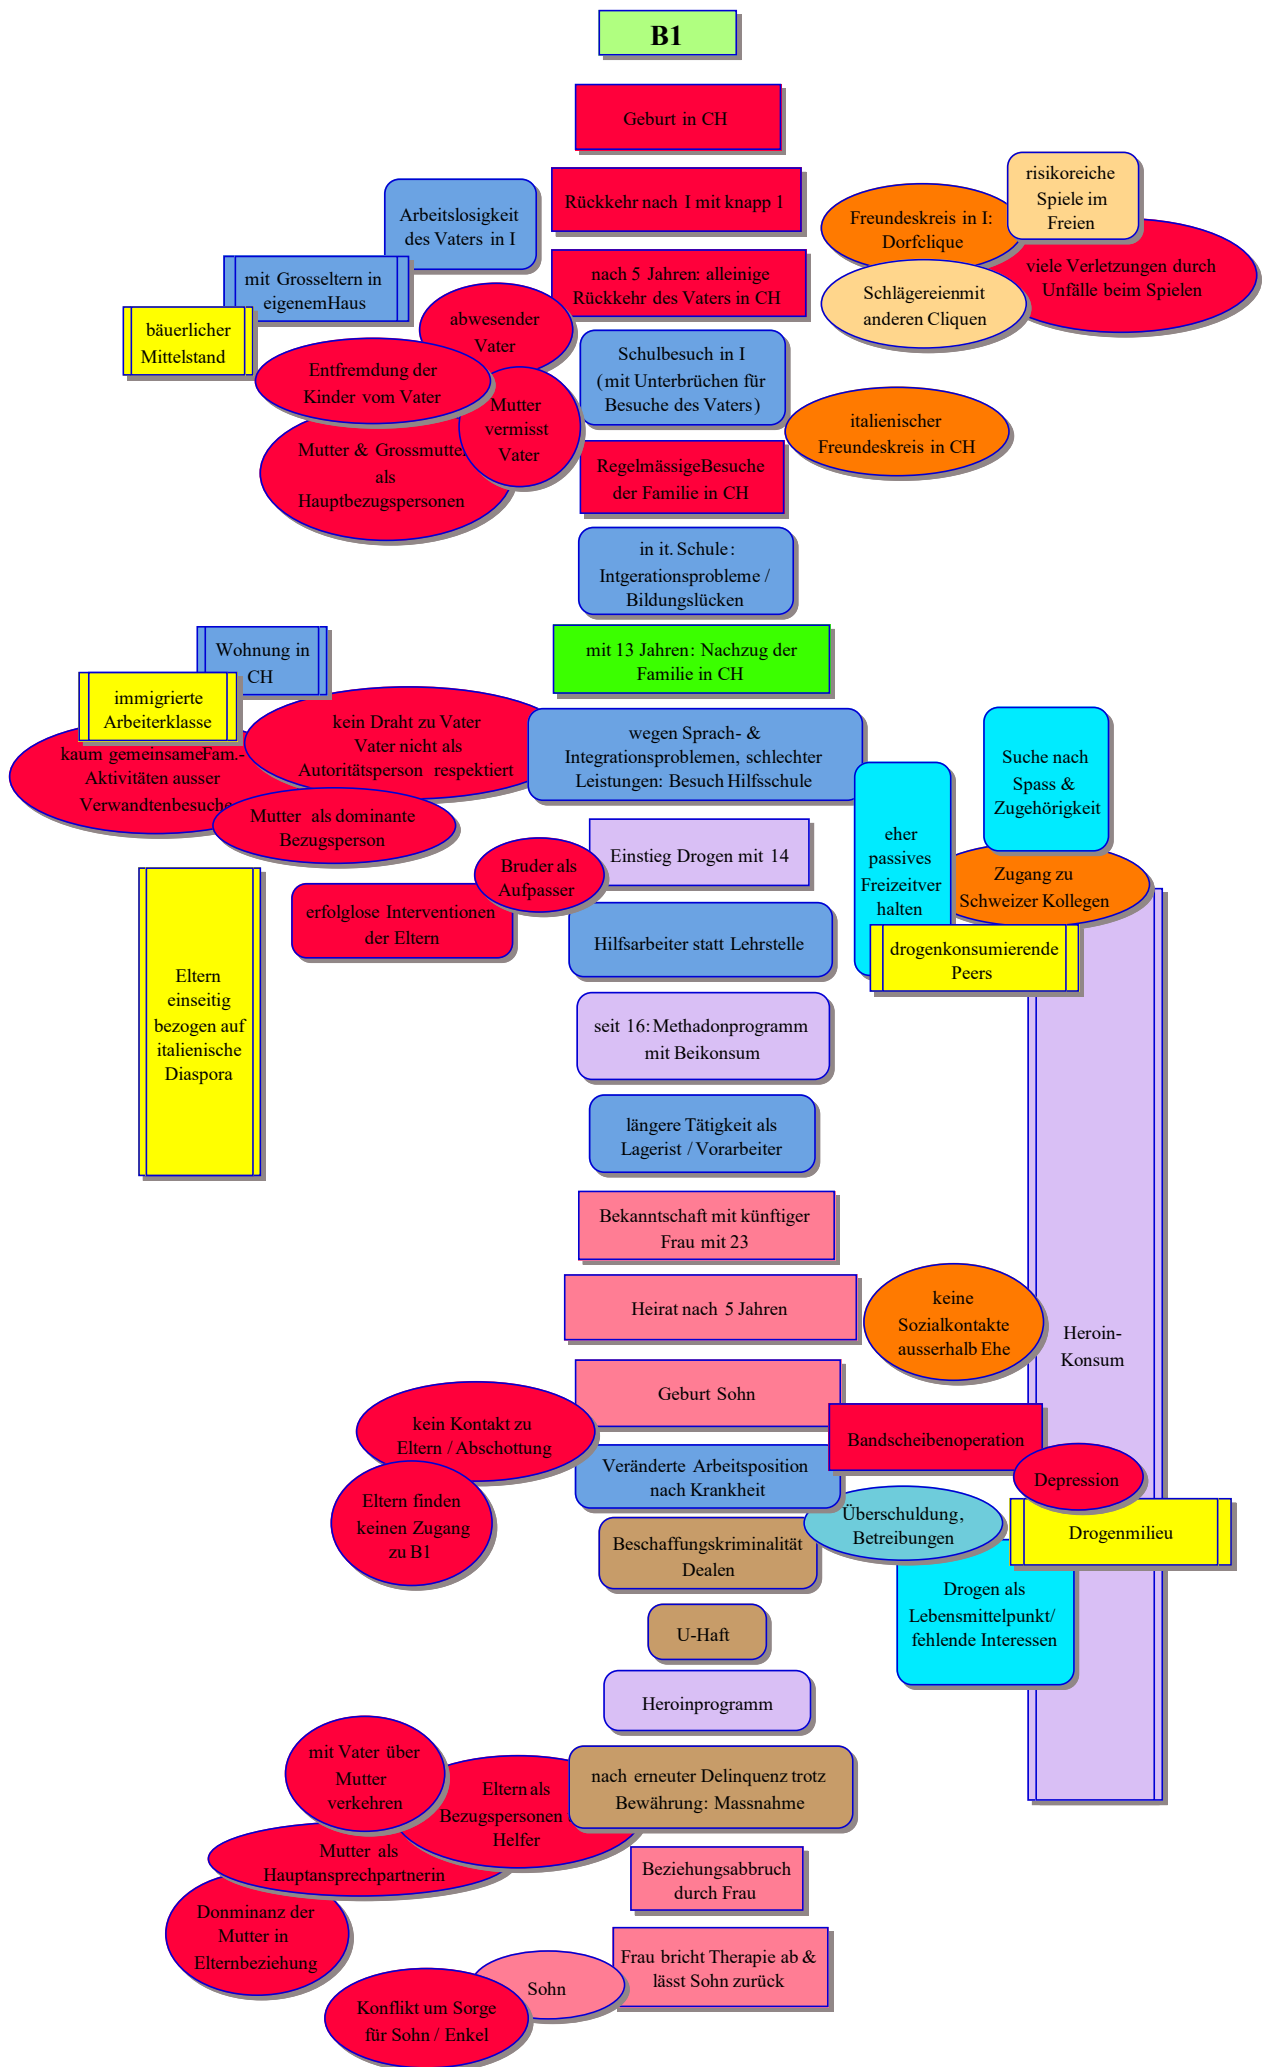 B1
Geburt in CH
Rückkehr nach I mit knapp 1
Arbeitslosigkeit
des Vaters in I
mit Grosseltern in
eigenemHaus
bäuerlicher
Mittelstand
risikoreiche
Spiele im
Freien
Freundeskreis in I:
Dorfclique
viele Verletzungen durch
Unfälle beim Spielen
Schlägereienmit
anderen Cliquen
nach 5 Jahren: alleinige
Rückkehr des Vaters in CH
abwesender
Vater
Entfremdung der
Kinder vom Vater
Mutter
vermisst
Vater
Mutter & Grossmutter
als
Hauptbezugspersonen
Schulbesuch in I
(mit Unterbrüchen für
Besuche des Vaters)
italienischer
Freundeskreis in CH
RegelmässigeBesuche
der Familie in CH
in it. Schule:
Intgerationsprobleme /
Bildungslücken
mit 13 Jahren: Nachzug der
Familie in CH
Wohnung in
CH
immigrierte
Arbeiterklasse
kaum gemeinsameFam.-
Aktivitäten ausser
Verwandtenbesuche
kein Draht zu Vater
Vater nicht als
Autoritätsperson respektiert
Mutter als dominante
Bezugsperson
wegen Sprach- &
Integrationsproblemen, schlechter
Leistungen: Besuch Hilfsschule
Suche nach
Spass &
Zugehörigkeit
eher
passives
Freizeitver
halten
Zugang zu
Schweizer Kollegen
drogenkonsumierende
Peers
Einstieg Drogen mit 14
Bruder als
Aufpasser
erfolglose Interventionen
der Eltern
Hilfsarbeiter statt Lehrstelle
Eltern
einseitig
bezogen auf
italienische
Diaspora
seit 16: Methadonprogramm
mit Beikonsum
längere Tätigkeit als
Lagerist / Vorarbeiter
Bekanntschaft mit künftiger
Frau mit 23
Heirat nach 5 Jahren
keine
Sozialkontakte
ausserhalb Ehe
Heroin-
Konsum
Geburt Sohn
kein Kontakt zu
Eltern / Abschottung
Eltern finden
keinen Zugang
zu B1
Bandscheibenoperation
Depression
Veränderte Arbeitsposition
nach Krankheit
Überschuldung,
Betreibungen
Drogenmilieu
Beschaffungskriminalität
Dealen
Drogen als
Lebensmittelpunkt/
fehlende Interessen
U-Haft
Heroinprogramm
mit Vater über
Mutter
verkehren
Eltern als
Bezugspersonen
Helfer
nach erneuter Delinquenz trotz
Bewährung: Massnahme
Mutter als
Hauptansprechpartnerin
Donminanz der
Mutter in
Elternbeziehung
Beziehungsabbruch
durch Frau
Frau bricht Therapie ab &
lässt Sohn zurück
Sohn
Konflikt um Sorge
für Sohn / Enkel